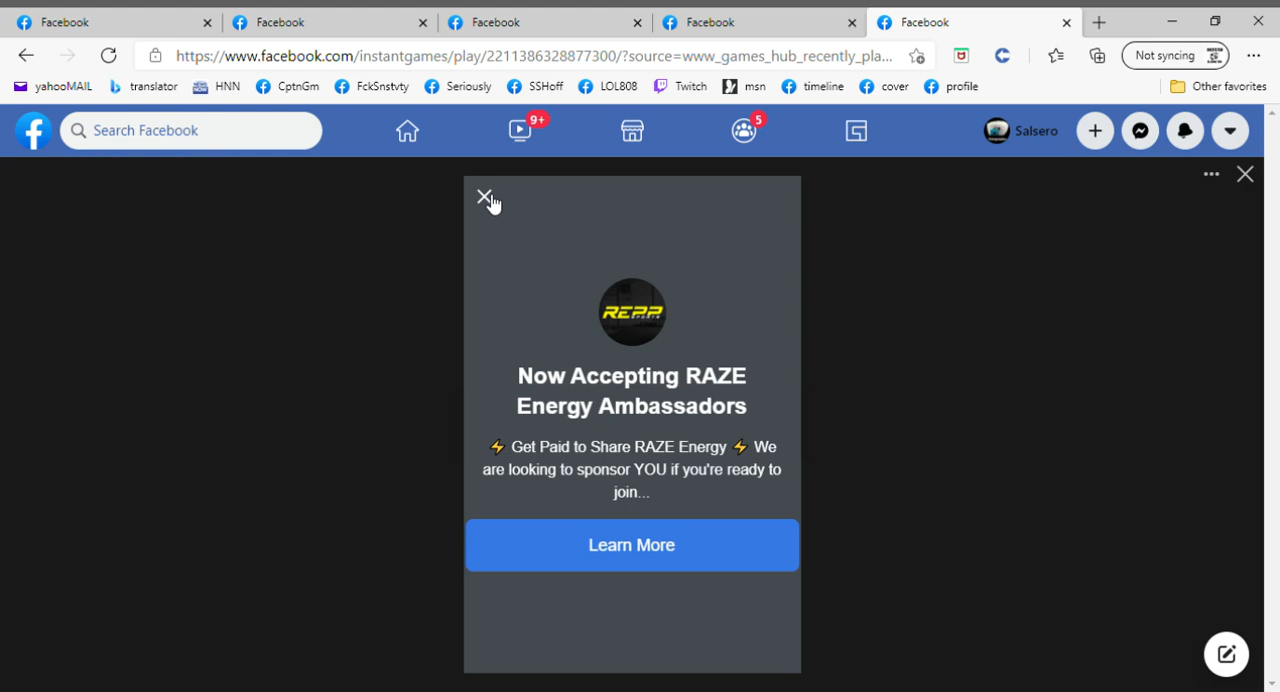 Facebook Facebook Facebook Facebook Facebook
https://www.facebook.com/instantgames/play/2211386328877300/?source=www_games_hub_recently_pla... Not syncing
yahooMAIL translator HNN CptnGm FckSnstvty Seriously SSHoff LOL808 Twitch msn timeline cover profile Other favorites
Search Facebook 9+ 5 Salsero
REPP
Now Accepting RAZE
Energy Ambassadors
⚡ Get Paid to Share RAZE Energy ⚡ We
are looking to sponsor YOU if you're ready to
join...
Learn More